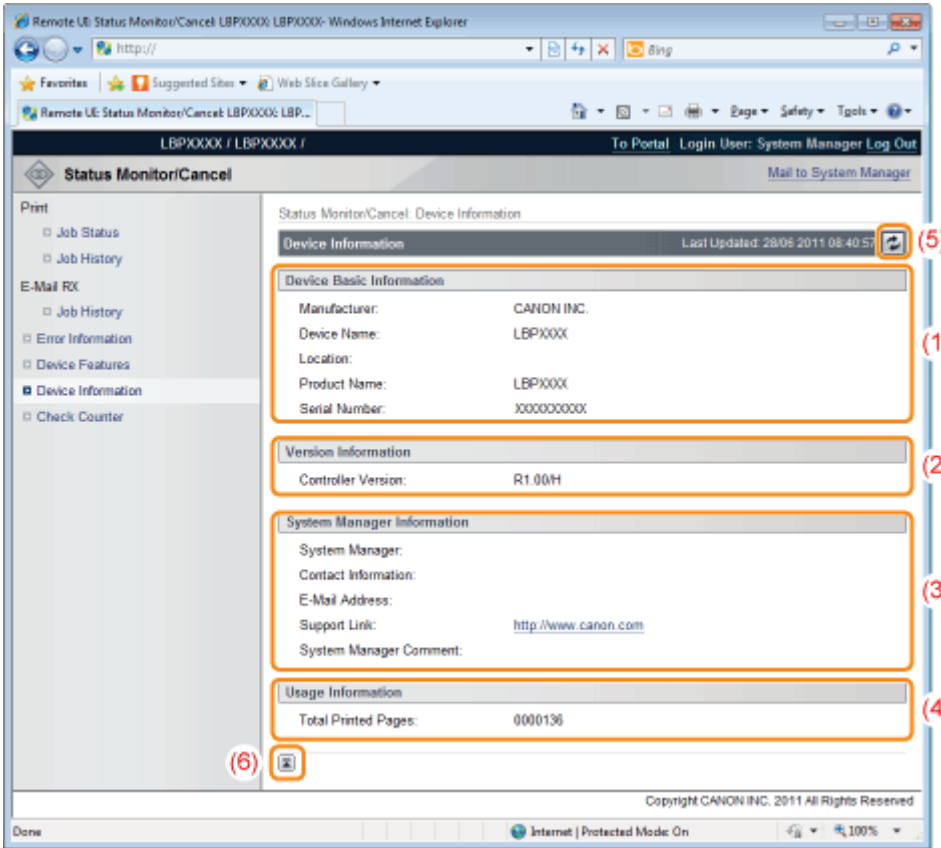 Remote UI: Status Monitor/Cancel: LBPXXXX: LBPXXXX- Windows Internet Explorer
http://
Bing
Favorites Suggested Sites Web Slice Gallery
Remote UI: Status Monitor/Cancel: LBPXXXX: LBP...
Page Safety Tools
LBPXXXX / LBPXXXX / To Portal Login User: System Manager Log Out
Status Monitor/Cancel Mail to System Manager
Print
Job Status
Job History
E-Mail RX
Job History
Error Information
Device Features
Device Information
Check Counter
Status Monitor/Cancel: Device Information
Device Information Last Updated: 28/06 2011 08:40:57 (5)
Device Basic Information
Manufacturer: CANON INC.
Device Name: LBPXXXX
(1
Location:
Product Name: LBPXXXX
Serial Number: XXXXXXXXXX
Version Information
(2
Controller Version: R1.00/H
System Manager Information
System Manager:
Contact Information:
(3
E-Mail Address:
Support Link: http://www.canon.com
System Manager Comment:
Usage Information
(4
Total Printed Pages: 0000136
(6)
Copyright CANON INC. 2011 All Rights Reserved
Done Internet | Protected Mode: On 100%